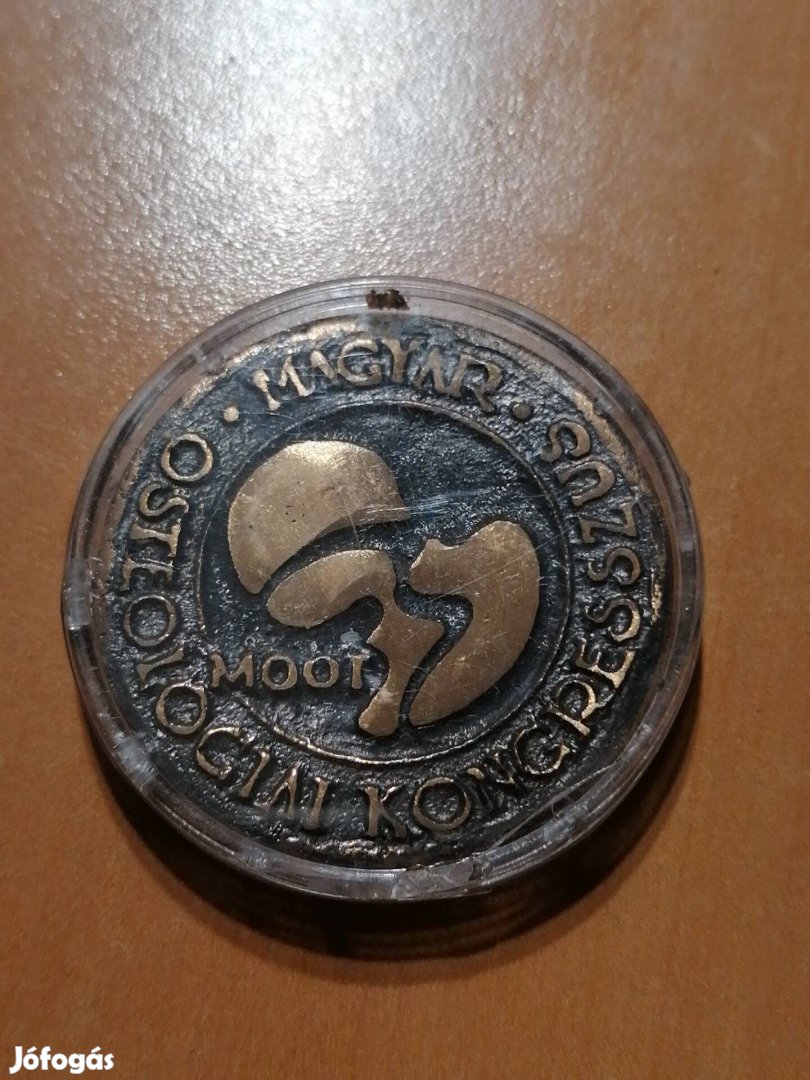 · MAGYAR ·
OSTEOLOGIAI KONGRESSZUS
MOOT
Jófogás